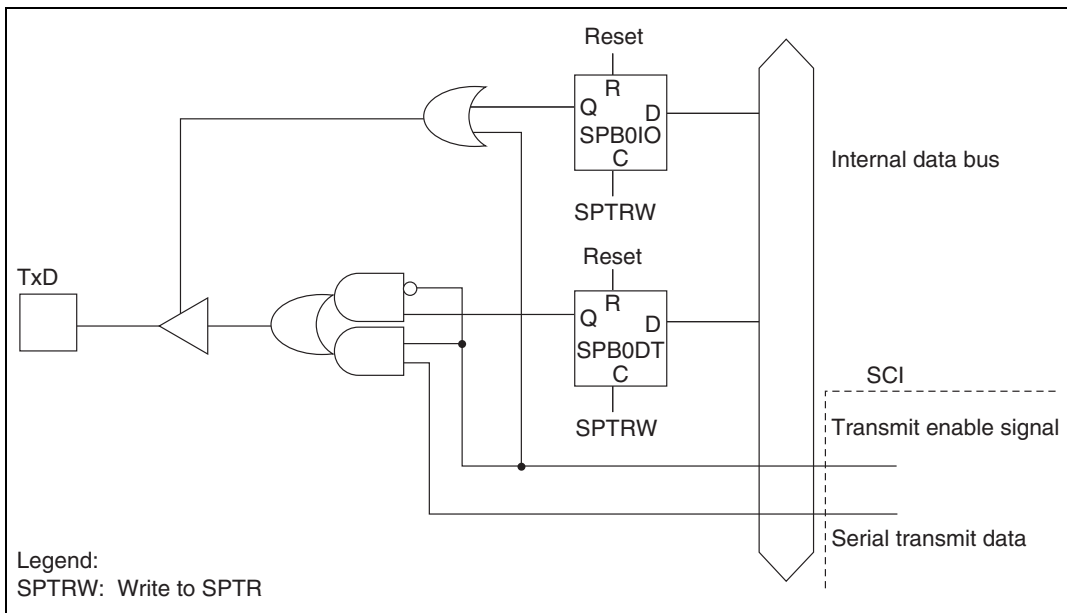 Reset
R
Q
D
SPB0IO
C
SPTRW
Internal data bus
Reset
R
Q
D
SPB0DT
C
SPTRW
TxD
SCI
Transmit enable signal
Serial transmit data
Legend:
SPTRW: Write to SPTR